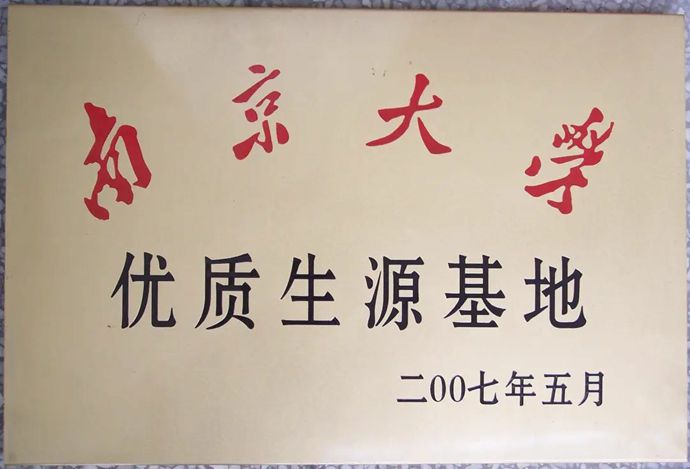 南京大学
优质生源基地
二00七年五月